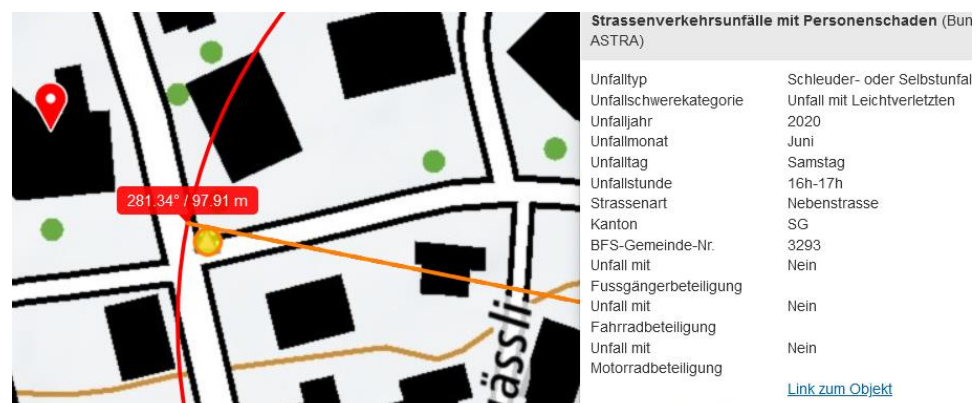 281.34° / 97.91 m
ässli
Strassenverkehrsunfälle mit Personenschaden (Bun
ASTRA)
Unfalltyp Schleuder- oder Selbstunfal
Unfallschwerekategorie Unfall mit Leichtverletzten
Unfalljahr 2020
Unfallmonat Juni
Unfalltag Samstag
Unfallstunde 16h-17h
Strassenart Nebenstrasse
Kanton SG
BFS-Gemeinde-Nr. 3293
Unfall mit Nein
Fussgängerbeteiligung
Unfall mit Nein
Fahrradbeteiligung
Unfall mit Nein
Motorradbeteiligung
Link zum Objekt